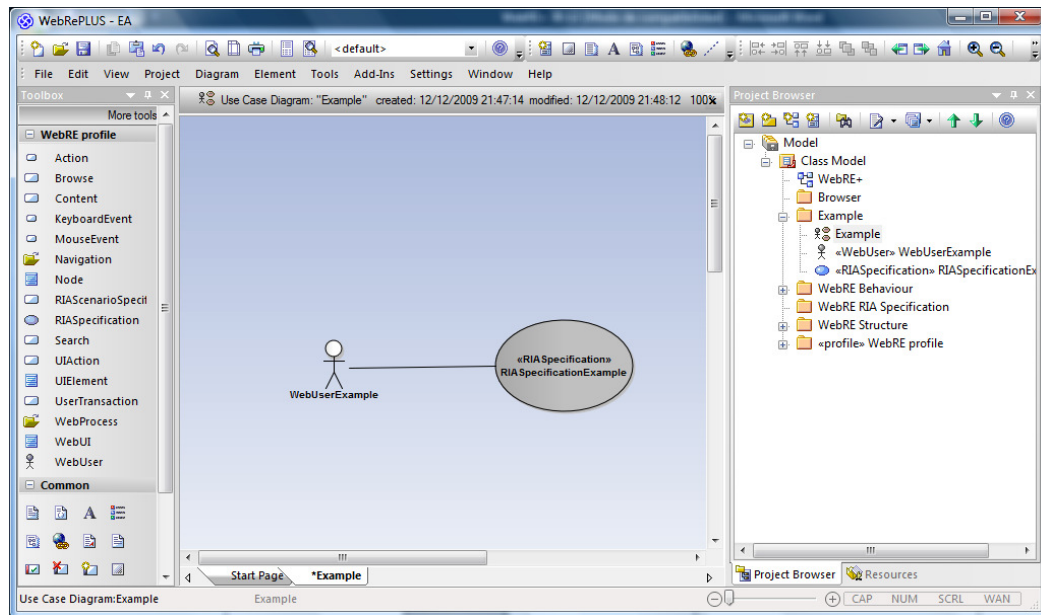 WebRePLUS - EA
<default>
File Edit View Project Diagram Element Tools Add-Ins Settings Window Help
Toolbox
More tools
WebRE profile
Action
Browse
Content
KeyboardEvent
MouseEvent
Navigation
Node
RIAScenarioSpecif
RIASpecification
Search
UIAction
UIElement
UserTransaction
WebProcess
WebUI
WebUser
Common
Use Case Diagram: "Example" created: 12/12/2009 21:47:14 modified: 12/12/2009 21:48:12 100%
WebUserExample
«RIASpecification»
RIASpecificationExample
Start Page *Example
Project Browser
Model
Class Model
WebRE+
Browser
Example
Example
«WebUser» WebUserExample
«RIASpecification» RIASpecificationEx
WebRE Behaviour
WebRE RIA Specification
WebRE Structure
«profile» WebRE profile
Project Browser Resources
Use Case Diagram:Example Example CAP NUM SCRL WAN